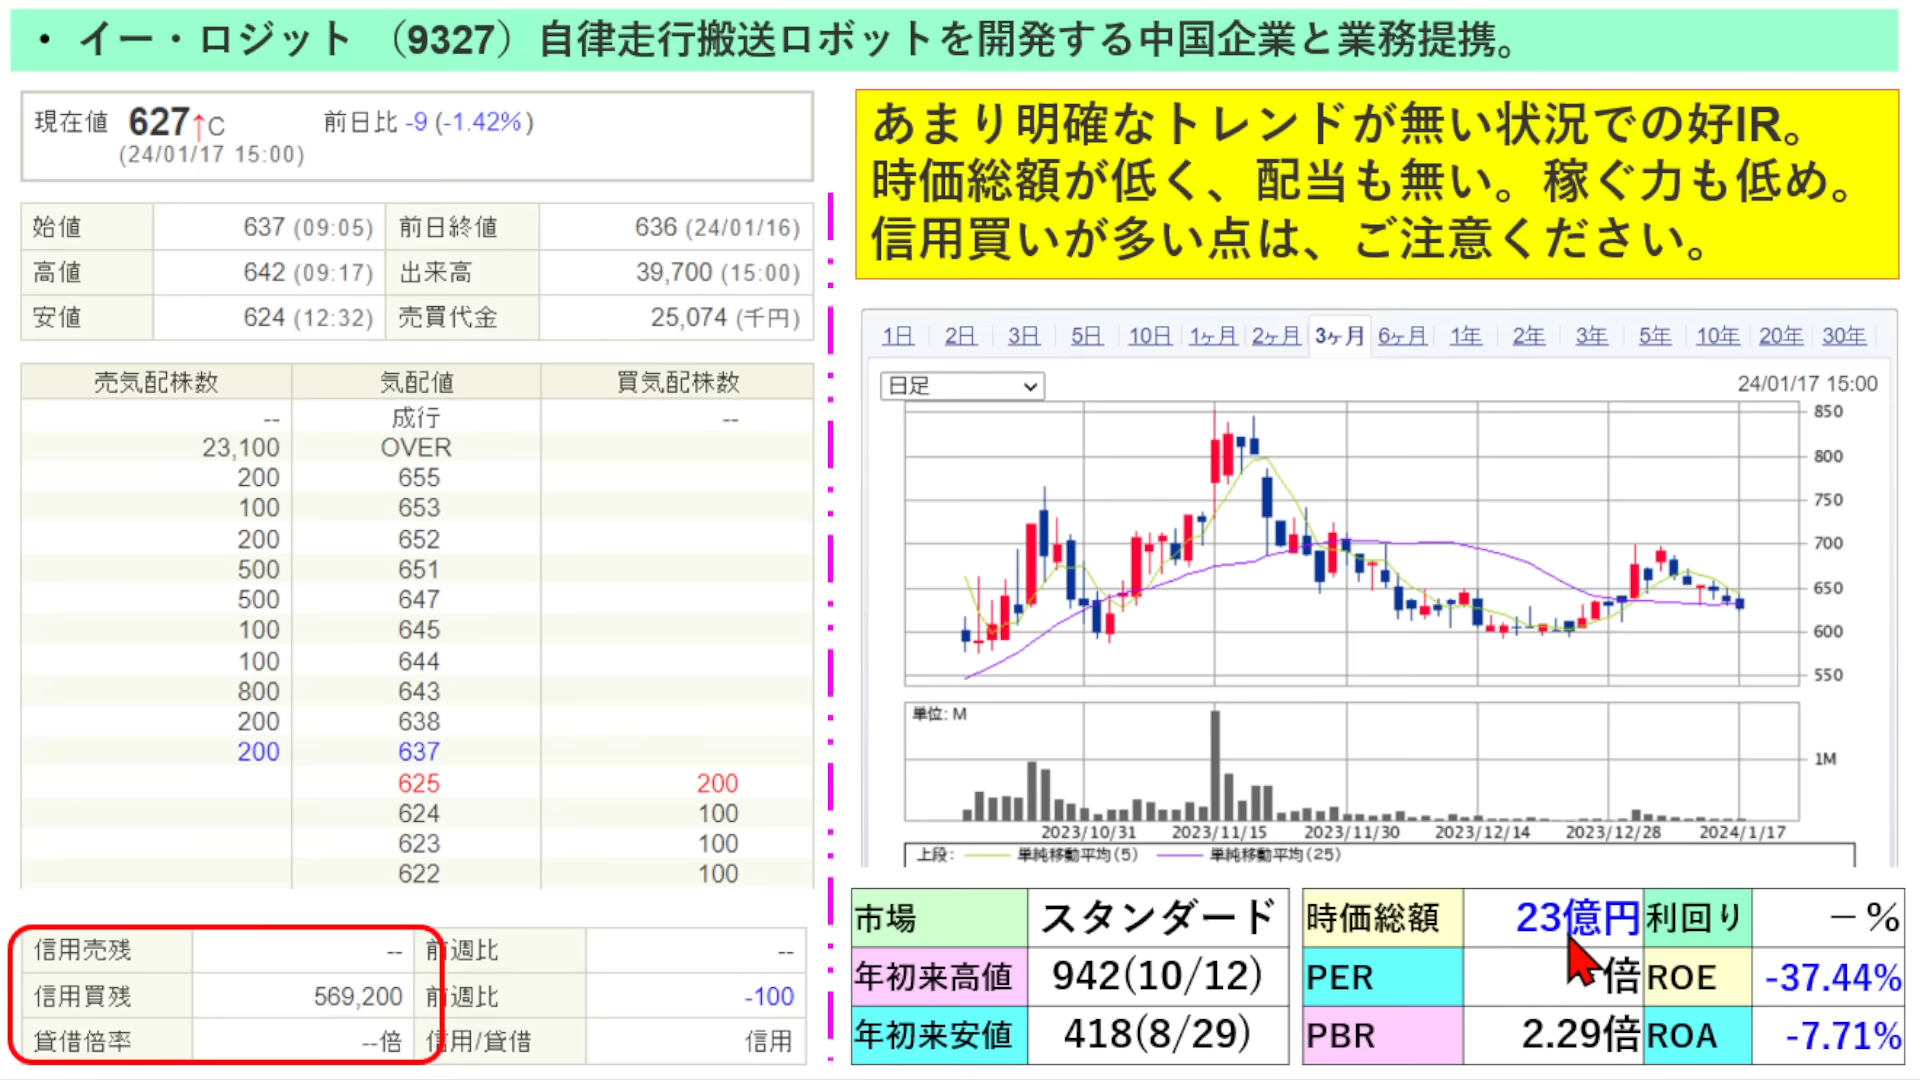 ・イー・ロジット （9327）自律走行搬送ロボットを開発する中国企業と業務提携。
現在値 627↑C 前日比 -9 (-1.42%)
(24/01/17 15:00)
始値 637 (09:05) 前日終値 636 (24/01/16)
高値 642 (09:17) 出来高 39,700 (15:00)
安値 624 (12:32) 売買代金 25,074 (千円)
売気配株数 気配値 買気配株数
-- 成行 --
23,100 OVER
200 655
100 653
200 652
500 651
500 647
100 645
100 644
800 643
200 638
200 637
625 200
624 100
623 100
622 100
信用売残 -- 前週比 --
信用買残 569,200 前週比 -100
貸借倍率 --倍 信用/貸借 信用
あまり明確なトレンドが無い状況での好IR。
時価総額が低く、配当も無い。稼ぐ力も低め。
信用買いが多い点は、ご注意ください。
1日 2日 3日 5日 10日 1ヶ月 2ヶ月 3ヶ月 6ヶ月 1年 2年 3年 5年 10年 20年 30年
日足 24/01/17 15:00
850
800
750
700
650
600
550
単位: M
1M
2023/10/31 2023/11/15 2023/11/30 2023/12/14 2023/12/28 2024/1/17
上段: 単純移動平均(5) 単純移動平均(25)
市場 スタンダード 時価総額 23億円 利回り －%
年初来高値 942(10/12) PER 倍 ROE -37.44%
年初来安値 418(8/29) PBR 2.29倍 ROA -7.71%